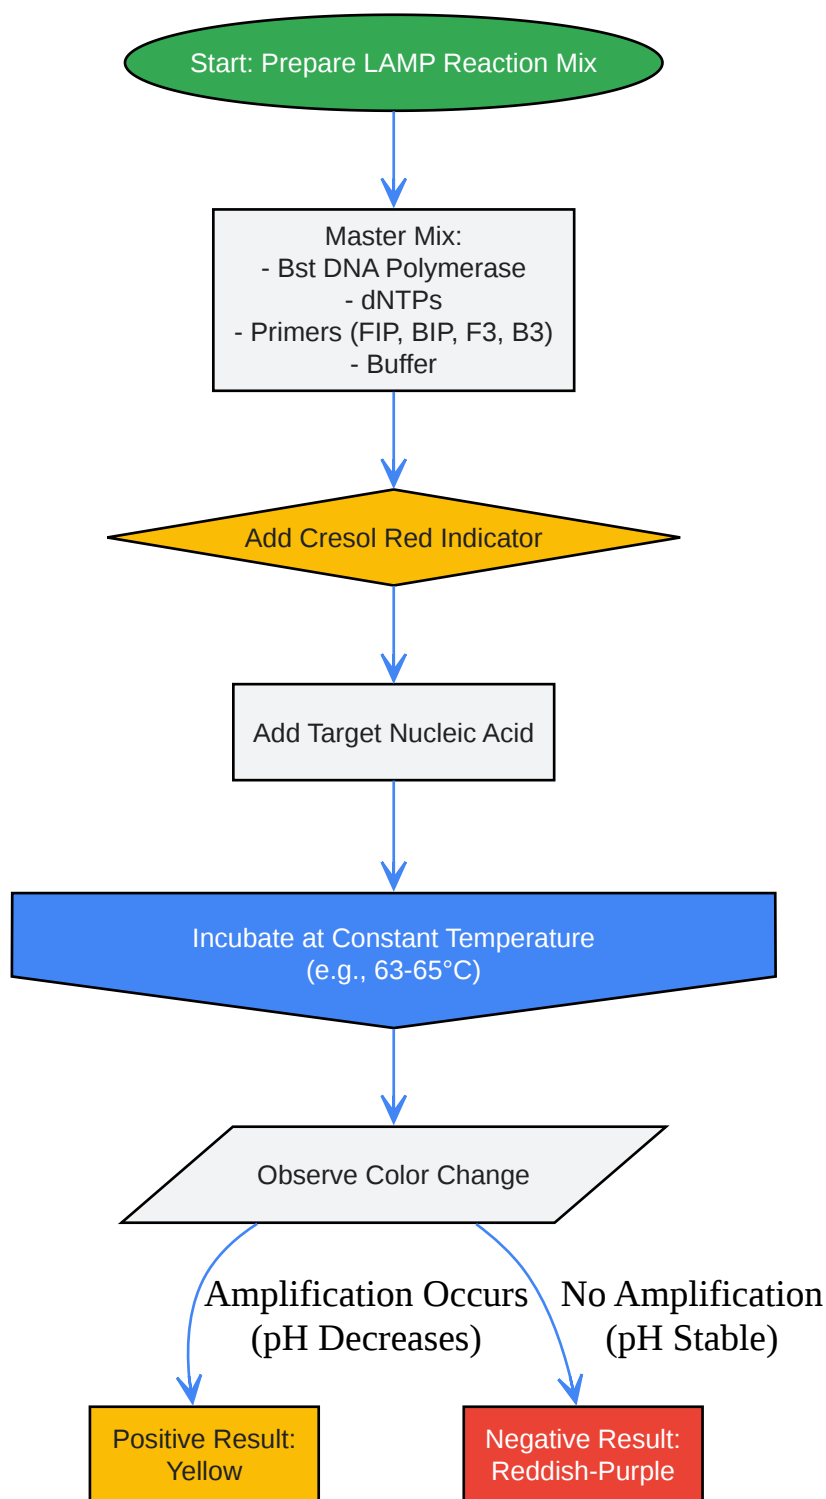 Start: Prepare LAMP Reaction Mix
Master Mix:
- Bst DNA Polymerase
- dNTPs
- Primers (FIP, BIP, F3, B3)
- Buffer
Add Cresol Red Indicator
Add Target Nucleic Acid
Incubate at Constant Temperature
(e.g., 63-65°C)
Observe Color Change
Amplification Occurs
(pH Decreases)
No Amplification
(pH Stable)
Positive Result:
Yellow
Negative Result:
Reddish-Purple